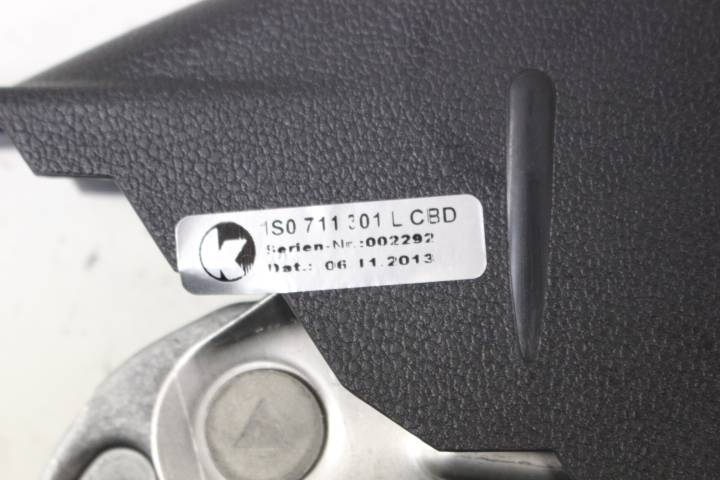 K
1S0 711 301 L CBD
Serien-Nr.:002292
Dat.: 06.11.2013